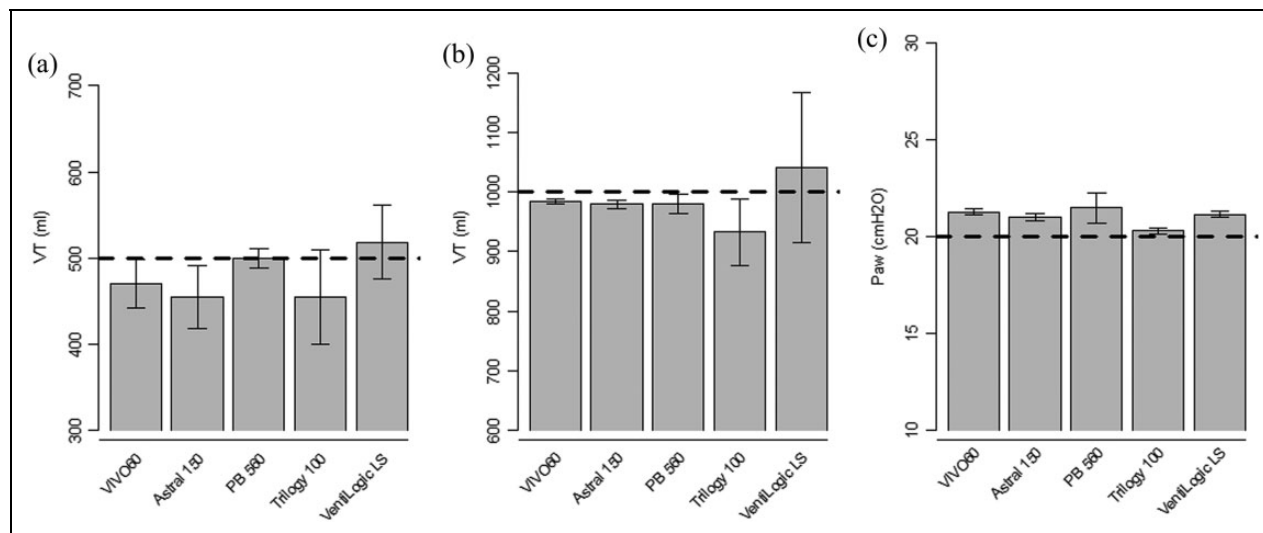 (a)
VT (ml)
700
600
500
400
300
VIVO60
Astral 150
PB 560
Trilogy 100
VentiLogic LS
(b)
VT (ml)
1200
1100
1000
900
800
700
600
VIVO60
Astral 150
PB 560
Trilogy 100
VentiLogic LS
(c)
Paw (cmH2O)
30
25
20
15
10
VIVO60
Astral 150
PB 560
Trilogy 100
VentiLogic LS